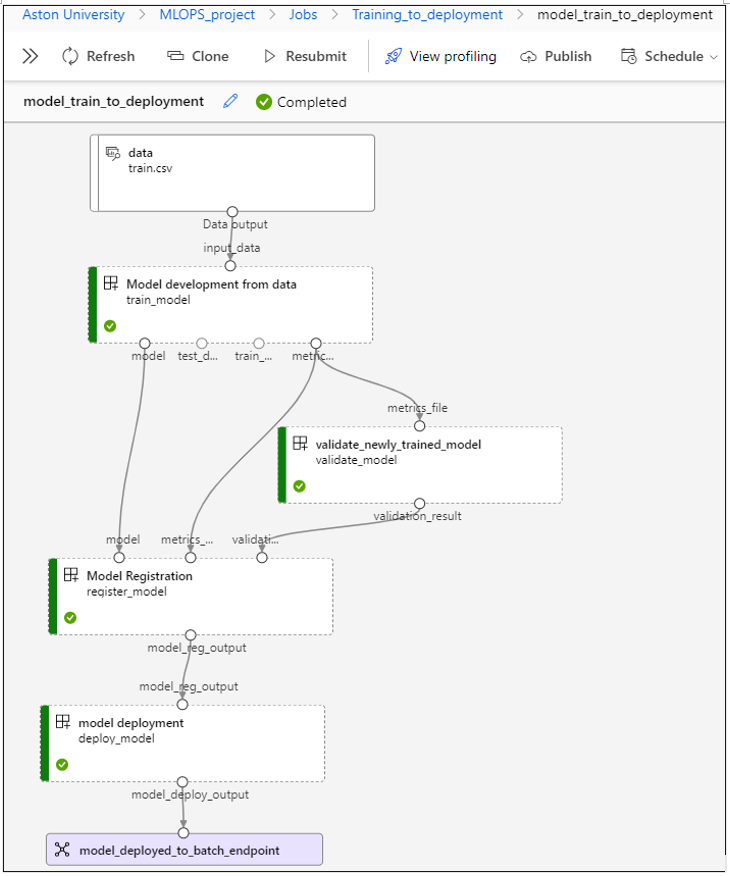 Aston University > MLOPS_project > Jobs > Training_to_deployment > model_train_to_deployment
Refresh Clone Resubmit View profiling Publish Schedule
model_train_to_deployment Completed
data
train.csv
Data output
input_data
Model development from data
train_model
model test_d... train_... metric...
metrics_file
validate_newly_trained_model
validate_model
validation_result
model metrics_... validati...
Model Registration
register_model
model_reg_output
model_reg_output
model deployment
deploy_model
model_deploy_output
model_deployed_to_batch_endpoint